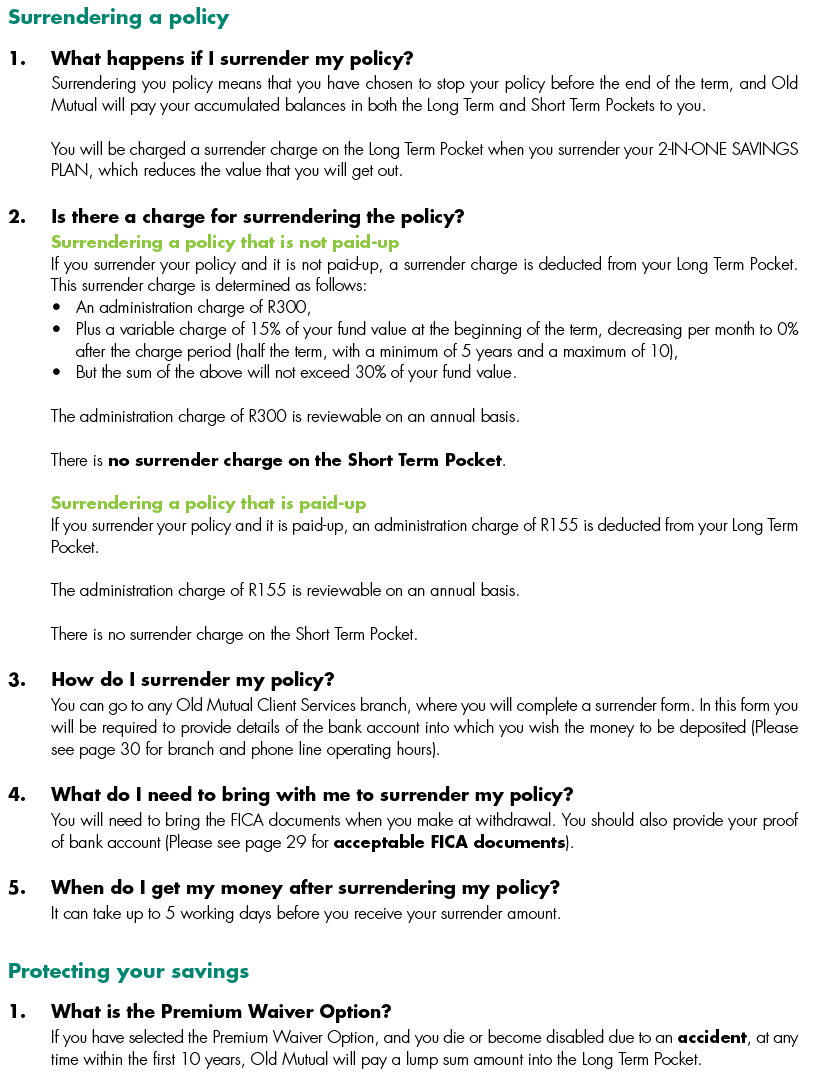 Surrendering a policy
1. What happens if I surrender my policy?
Surrendering you policy means that you have chosen to stop your policy before the end of the term, and Old
Mutual will pay your accumulated balances in both the Long Term and Short Term Pockets to you.
You will be charged a surrender charge on the Long Term Pocket when you surrender your 2-IN-ONE SAVINGS
PLAN, which reduces the value that you will get out.
2. Is there a charge for surrendering the policy?
Surrendering a policy that is not paid-up
If you surrender your policy and it is not paid-up, a surrender charge is deducted from your Long Term Pocket.
This surrender charge is determined as follows:
• An administration charge of R300,
• Plus a variable charge of 15% of your fund value at the beginning of the term, decreasing per month to 0%
after the charge period (half the term, with a minimum of 5 years and a maximum of 10),
• But the sum of the above will not exceed 30% of your fund value.
The administration charge of R300 is reviewable on an annual basis.
There is no surrender charge on the Short Term Pocket.
Surrendering a policy that is paid-up
If you surrender your policy and it is paid-up, an administration charge of R155 is deducted from your Long Term
Pocket.
The administration charge of R155 is reviewable on an annual basis.
There is no surrender charge on the Short Term Pocket.
3. How do I surrender my policy?
You can go to any Old Mutual Client Services branch, where you will complete a surrender form. In this form you
will be required to provide details of the bank account into which you wish the money to be deposited (Please
see page 30 for branch and phone line operating hours).
4. What do I need to bring with me to surrender my policy?
You will need to bring the FICA documents when you make at withdrawal. You should also provide your proof
of bank account (Please see page 29 for acceptable FICA documents).
5. When do I get my money after surrendering my policy?
It can take up to 5 working days before you receive your surrender amount.
Protecting your savings
1. What is the Premium Waiver Option?
If you have selected the Premium Waiver Option, and you die or become disabled due to an accident, at any
time within the first 10 years, Old Mutual will pay a lump sum amount into the Long Term Pocket.